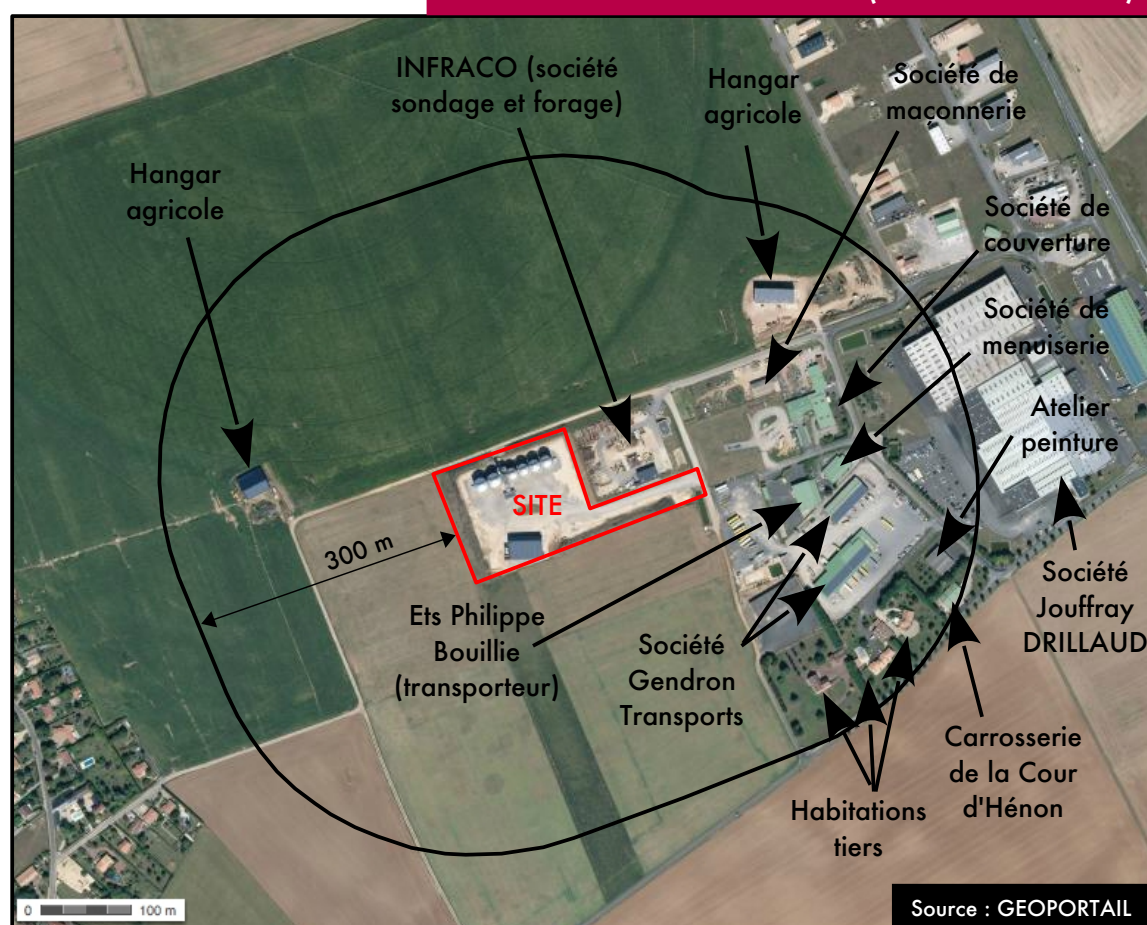 INFRACO (société
sondage et forage)
Hangar
agricole
Société de
maconnerie
Hangar
agricole
Société de
couverture
Société de
menuiserie
Atelier
peinture
SITE
300 m
Ets Philippe
Bouillie
(transporteur)
Société
Gendron
Transports
Société
Jouffray
DRILLAUD
Carrosserie
de la Cour
d'Hénon
Habitations
tiers
0 100 m
Source : GEOPORTAIL